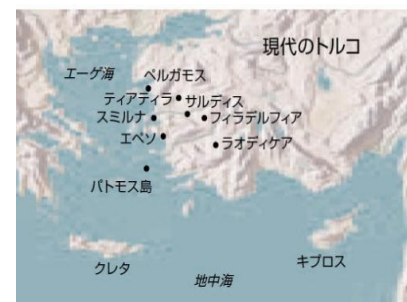 現代のトルコ
エーゲ海
ペルガモス
ティアティラ
サルディス
スミルナ
フィラデルフィア
エペソ
ラオディケア
パトモス島
クレタ
地中海
キプロス